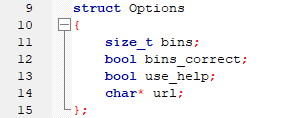 9 struct Options
10 {
11 size_t bins;
12 bool bins_correct;
13 bool use_help;
14 char* url;
15 };